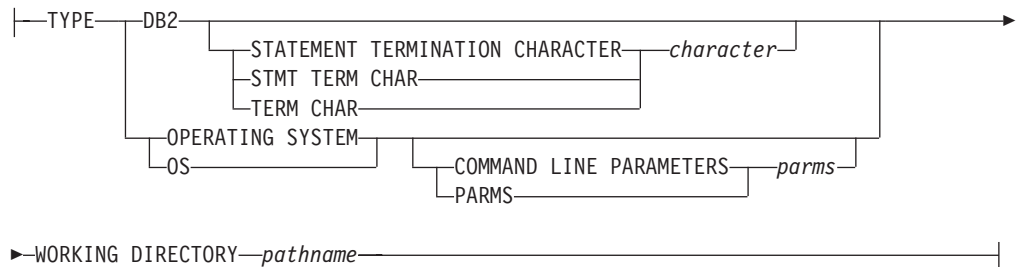 TYPE DB2
STATEMENT TERMINATION CHARACTER character
STMT TERM CHAR
TERM CHAR
OPERATING SYSTEM
OS
COMMAND LINE PARAMETERS parms
PARMS
WORKING DIRECTORY pathname